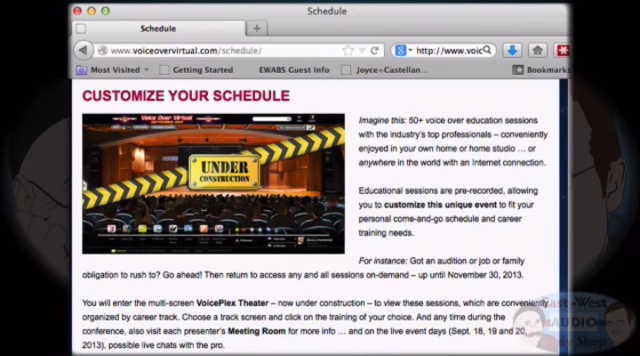 Schedule
Schedule
www.voiceovervirtual.com/schedule/
http://www.voic
Most Visited
Getting Started
EWABS Guest Info
Joyce+Castellan...
Bookmarks
CUSTOMIZE YOUR SCHEDULE
Voice Over Virtual
UNDER
CONSTRUCTION
Imagine this: 50+ voice over education sessions
with the industry's top professionals – conveniently
enjoyed in your own home or home studio ... or
anywhere in the world with an Internet connection.
Educational sessions are pre-recorded, allowing
you to customize this unique event to fit your
personal come-and-go schedule and career
training needs.
For instance: Got an audition or job or family
obligation to rush to? Go ahead! Then return to access any and all sessions on-demand – up until November 30, 2013.
You will enter the multi-screen VoicePlex Theater – now under construction – to view these sessions, which are conveniently
organized by career track. Choose a track screen and click on the training of your choice. And any time during the
conference, also visit each presenter's Meeting Room for more info ... and on the live event days (Sept. 18, 19 and 20,
2013), possible live chats with the pro.
East-West
AUDIO
Shop